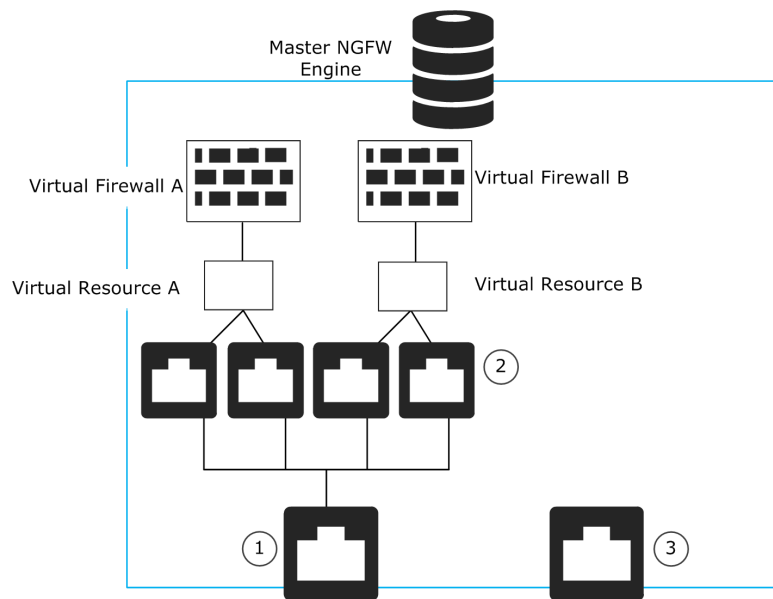 Master NGFW
Engine
Virtual Firewall A
Virtual Firewall B
Virtual Resource A
Virtual Resource B
2
1
3